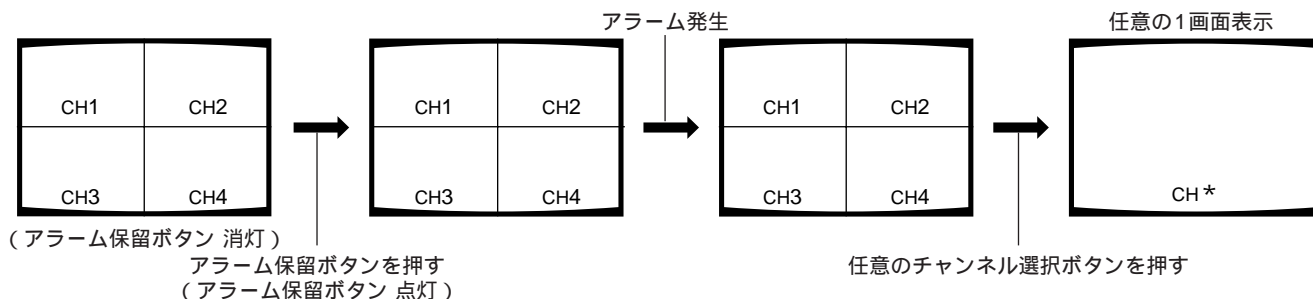 アラーム発生
任意の1画面表示
CH1 CH2
CH3 CH4
CH1 CH2
CH3 CH4
CH1 CH2
CH3 CH4
CH*
(アラーム保留ボタン 消灯)
アラーム保留ボタンを押す
(アラーム保留ボタン 点灯)
任意のチャンネル選択ボタンを押す